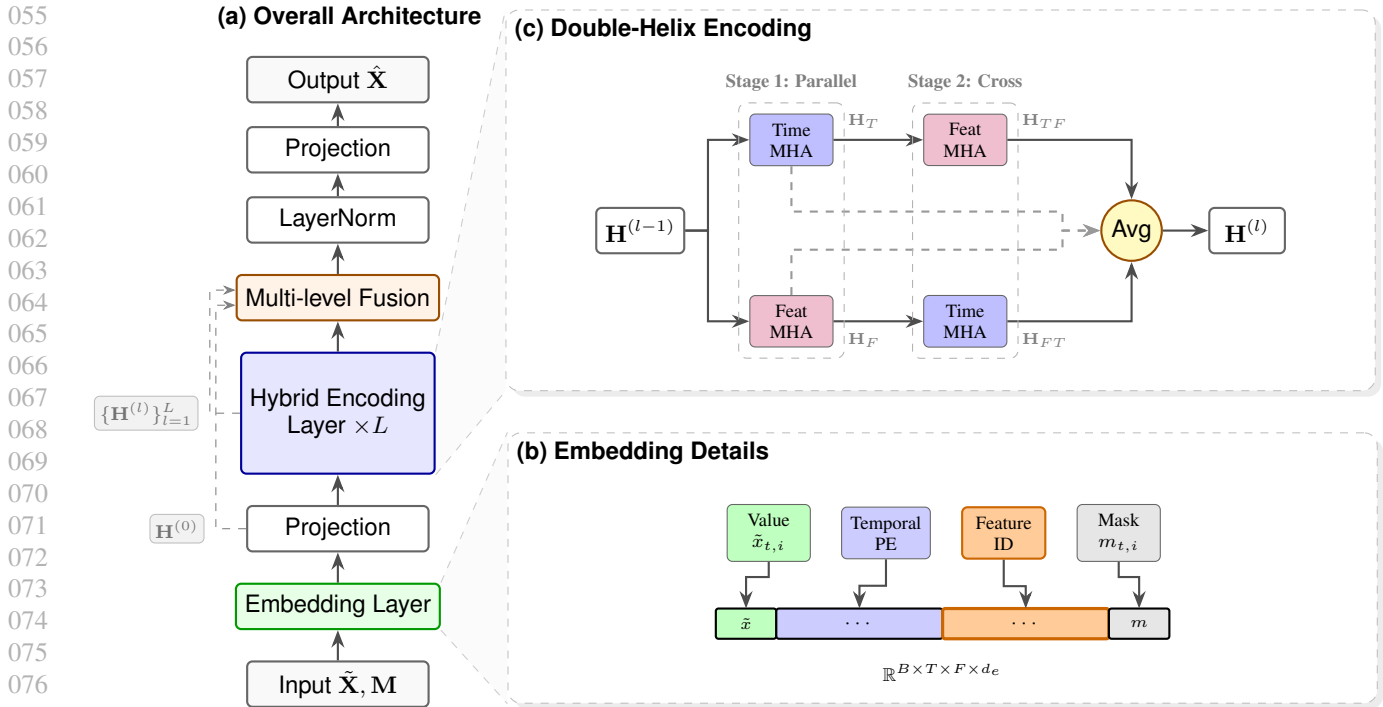 055
056
057
058
059
060
061
062
063
064
065
066
067
068
069
070
071
072
073
074
075
076
(a) Overall Architecture
Output X̂
Projection
LayerNorm
Multi-level Fusion
Hybrid Encoding
Layer ×L
{H^(l)}_{l=1}^L
Projection
H^(0)
Embedding Layer
Input X̃, M
(c) Double-Helix Encoding
Stage 1: Parallel
Stage 2: Cross
Time
MHA
H_T
Feat
MHA
H_TF
H^(l−1)
Avg
H^(l)
Feat
MHA
H_F
Time
MHA
H_FT
(b) Embedding Details
Value
x̃_{t,i}
Temporal
PE
Feature
ID
Mask
m_{t,i}
x̃ ··· ··· m
ℝ^{B×T×F×d_e}